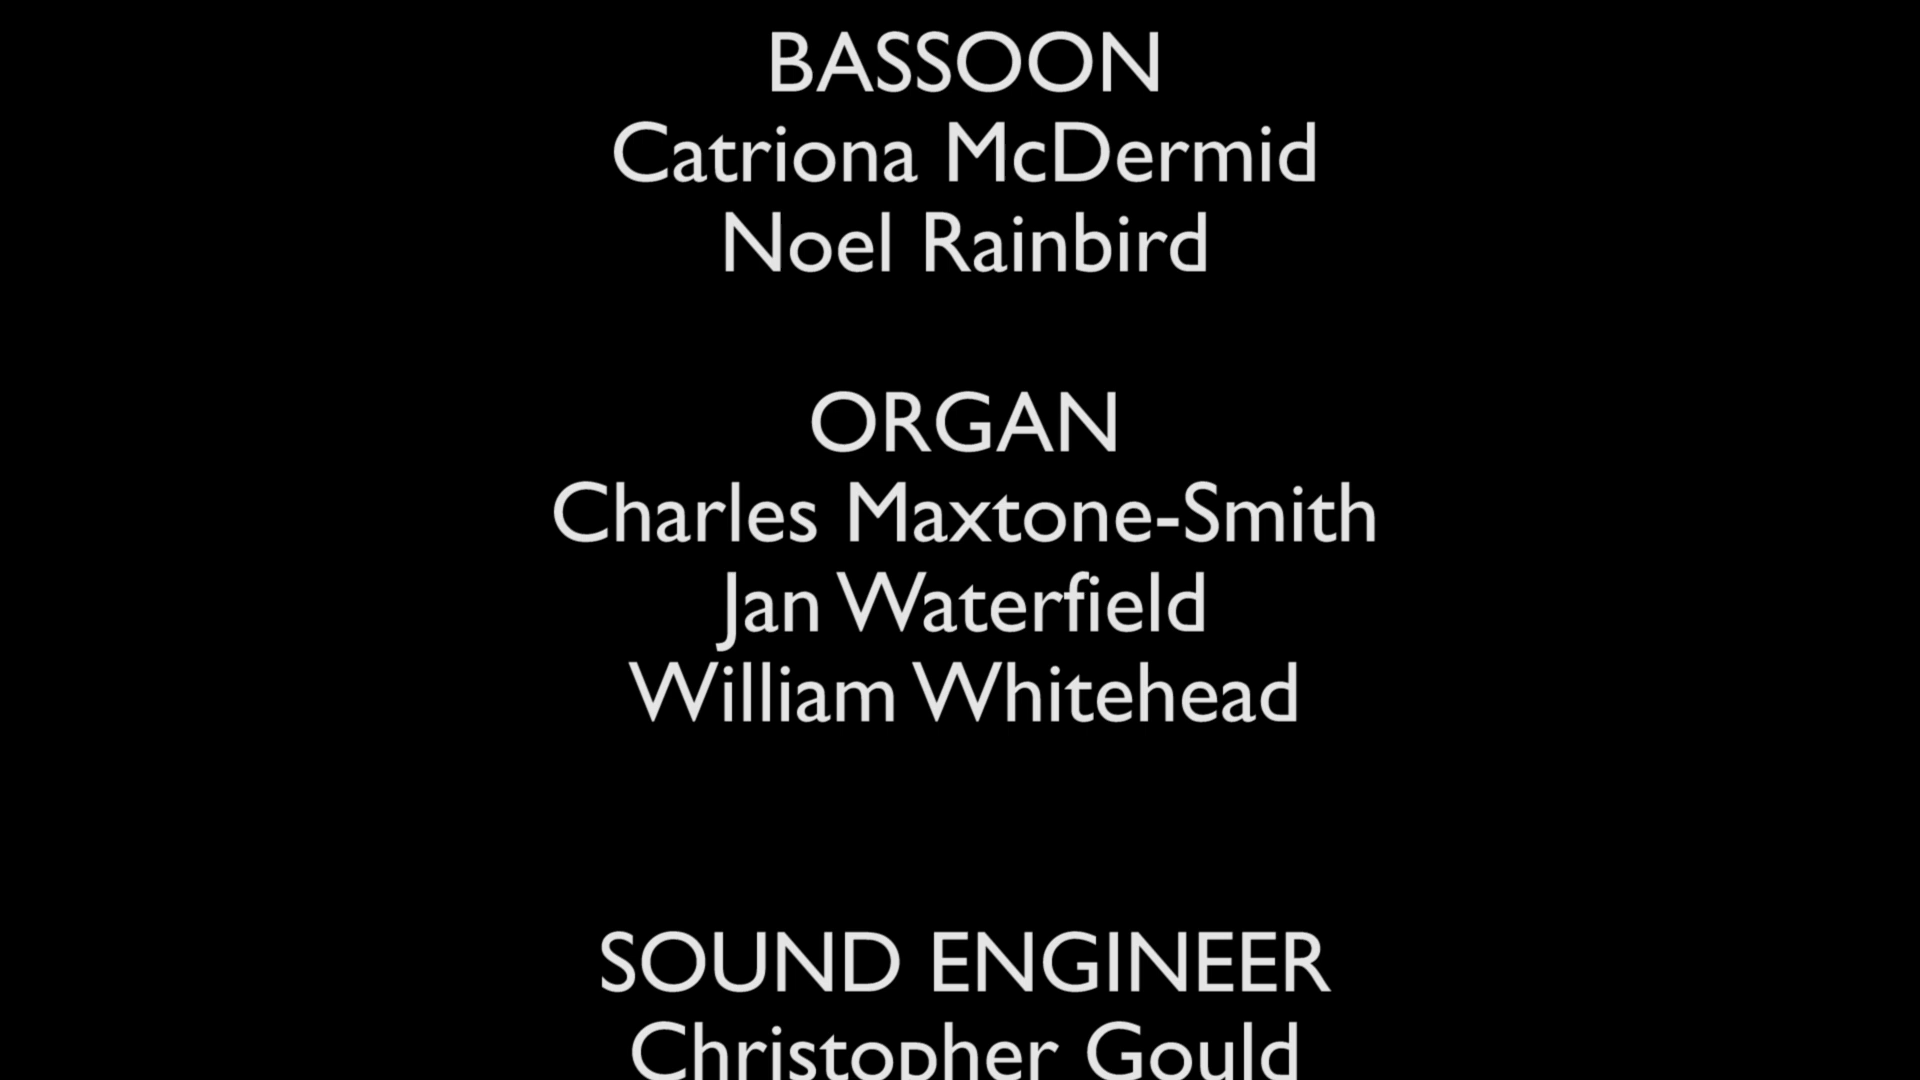 BASSOON
Catriona McDermid
Noel Rainbird
ORGAN
Charles Maxtone-Smith
Jan Waterfield
William Whitehead
SOUND ENGINEER
Christopher Gould